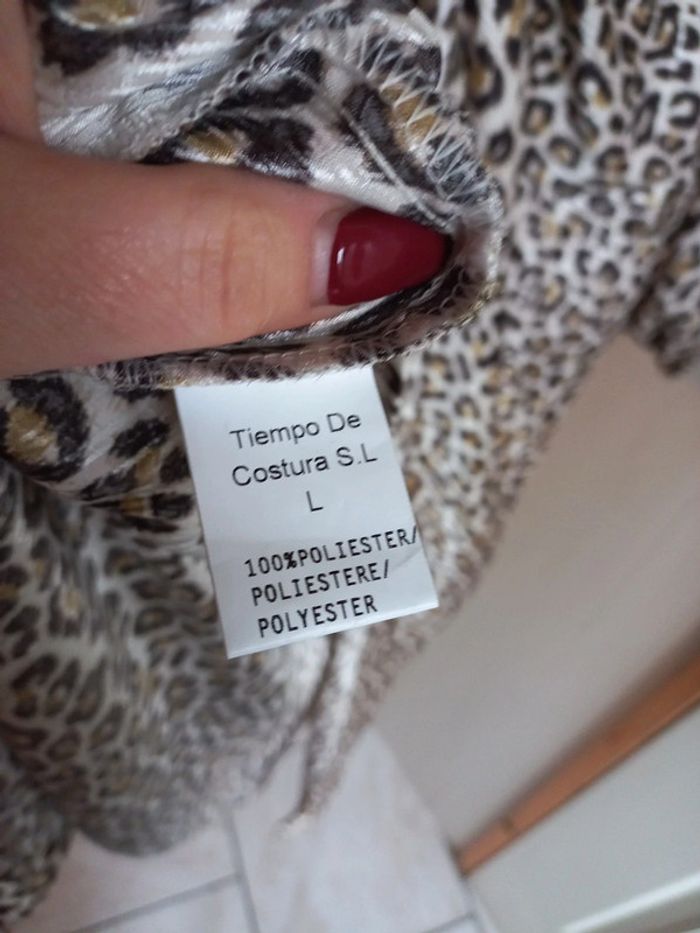 Tiempo De
Costura S.L
L
100%POLIESTER/
POLIESTERE/
POLYESTER